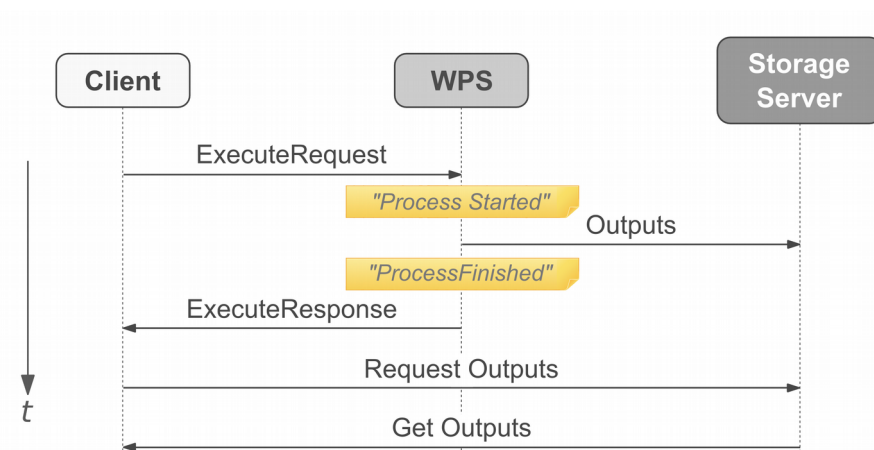 Client
WPS
Storage
Server
ExecuteRequest
"Process Started"
Outputs
"ProcessFinished"
ExecuteResponse
Request Outputs
t
Get Outputs